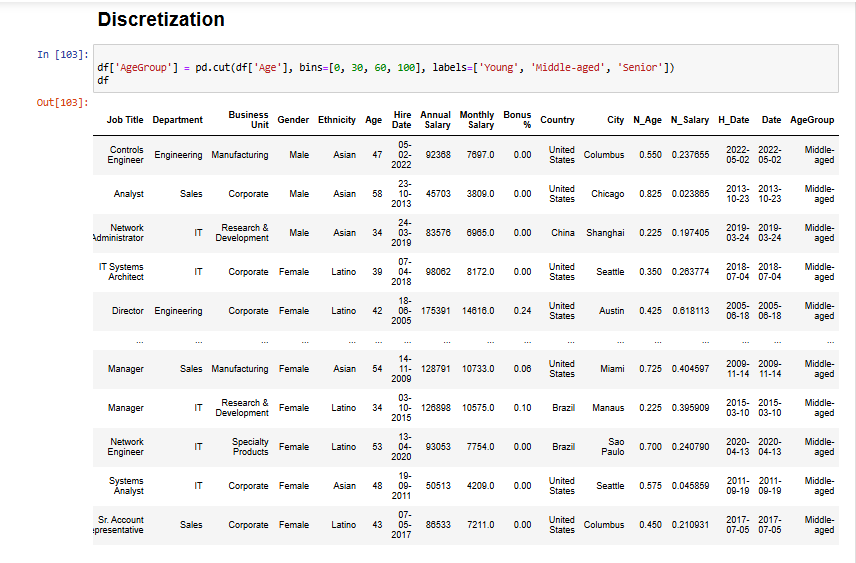 Discretization
In [103]:
df['AgeGroup'] = pd.cut(df['Age'], bins=[0, 30, 60, 100], labels=['Young', 'Middle-aged', 'Senior'])
df
Out[103]:
Job Title Department Business Unit Gender Ethnicity Age Hire Date Annual Salary Monthly Salary Bonus % Country City N_Age N_Salary H_Date Date AgeGroup
Controls Engineer Engineering Manufacturing Male Asian 47 05-02-2022 92368 7697.0 0.00 United States Columbus 0.550 0.237655 2022-05-02 2022-05-02 Middle-aged
Analyst Sales Corporate Male Asian 58 23-10-2013 45703 3809.0 0.00 United States Chicago 0.825 0.023865 2013-10-23 2013-10-23 Middle-aged
Network Administrator IT Research & Development Male Asian 34 24-03-2019 83576 6965.0 0.00 China Shanghai 0.225 0.197405 2019-03-24 2019-03-24 Middle-aged
IT Systems Architect IT Corporate Female Latino 39 07-04-2018 98062 8172.0 0.00 United States Seattle 0.350 0.263774 2018-07-04 2018-07-04 Middle-aged
Director Engineering Corporate Female Latino 42 18-06-2005 175391 14616.0 0.24 United States Austin 0.425 0.618113 2005-06-18 2005-06-18 Middle-aged
... ... ... ... ... ... ... ... ... ... ... ... ... ... ... ... ...
Manager Sales Manufacturing Female Asian 54 14-11-2009 128791 10733.0 0.06 United States Miami 0.725 0.404597 2009-11-14 2009-11-14 Middle-aged
Manager IT Research & Development Female Latino 34 03-10-2015 126898 10575.0 0.10 Brazil Manaus 0.225 0.395909 2015-03-10 2015-03-10 Middle-aged
Network Engineer IT Specialty Products Female Latino 53 13-04-2020 93053 7754.0 0.00 Brazil Sao Paulo 0.700 0.240790 2020-04-13 2020-04-13 Middle-aged
Systems Analyst IT Corporate Female Asian 48 19-09-2011 50513 4209.0 0.00 United States Seattle 0.575 0.045859 2011-09-19 2011-09-19 Middle-aged
Sr. Account epresentative Sales Corporate Female Latino 43 07-05-2017 86533 7211.0 0.00 United States Columbus 0.450 0.210931 2017-07-05 2017-07-05 Middle-aged